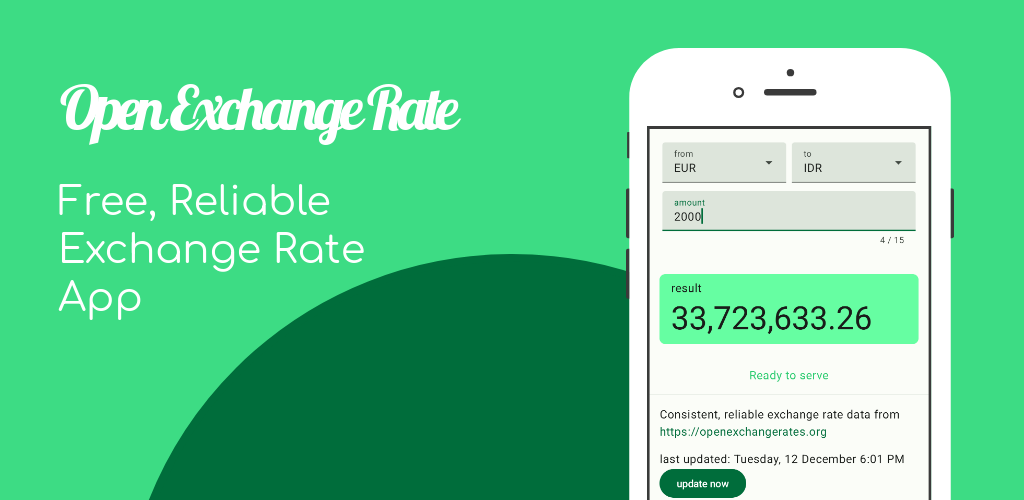 Open Exchange Rate
Free, Reliable
Exchange Rate
App
from
EUR
to
IDR
amount
2000
4 / 15
result
33,723,633.26
Ready to serve
Consistent, reliable exchange rate data from
https://openexchangerates.org
last updated: Tuesday, 12 December 6:01 PM
update now